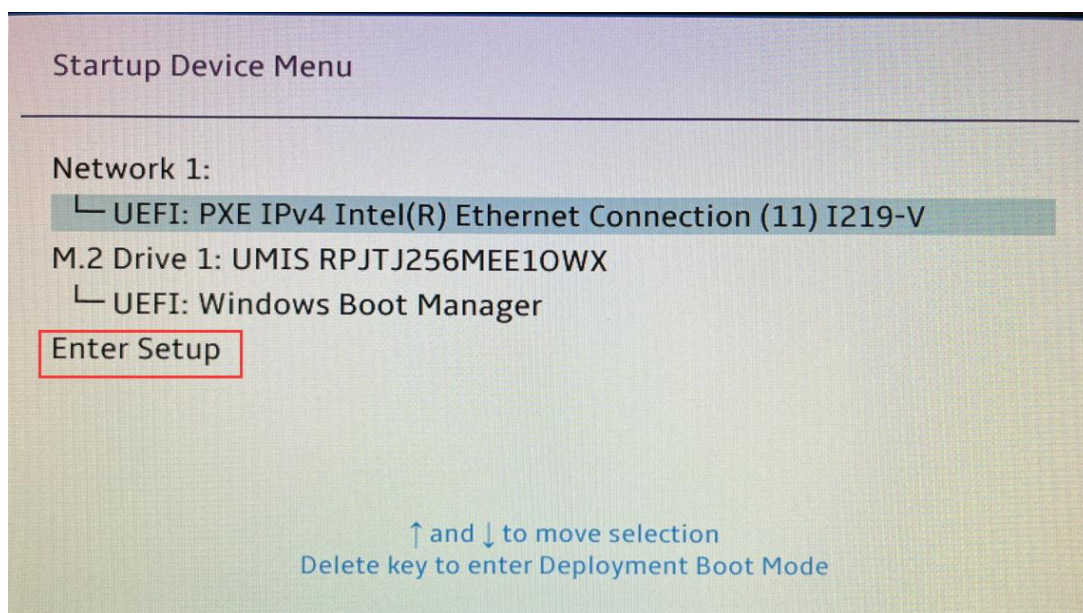 Startup Device Menu
Network 1:
UEFI: PXE IPv4 Intel(R) Ethernet Connection (11) I219-V
M.2 Drive 1: UMIS RPJTJ256MEE1OWX
UEFI: Windows Boot Manager
Enter Setup
↑ and ↓ to move selection
Delete key to enter Deployment Boot Mode